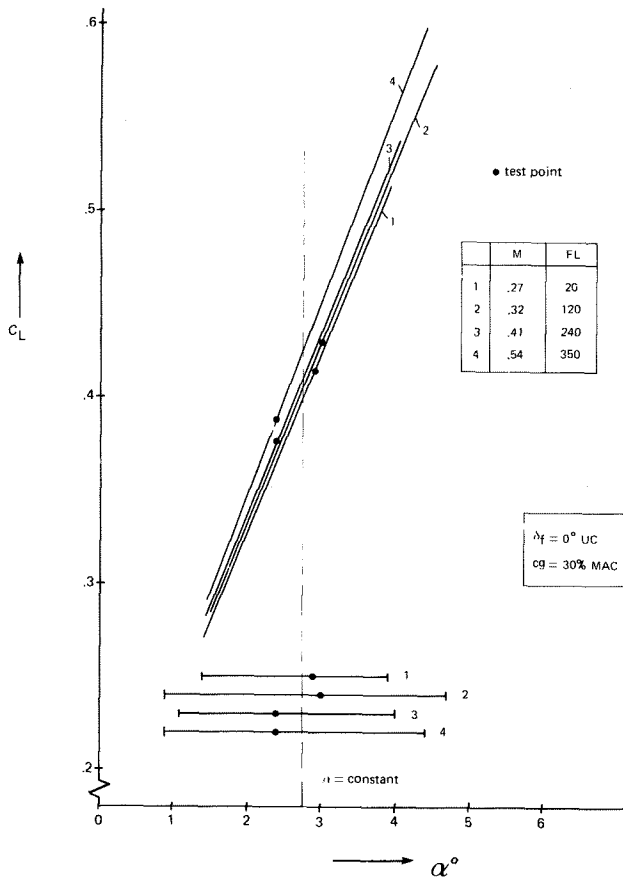 .6
4
3
2
1
• test point
.5
M FL
1 .27 20
2 .32 120
3 .41 240
4 .54 350
C_L
.4
δf = 0° UC
cg = 30% MAC
.3
1
2
3
4
.2
α = constant
0 1 2 3 4 5 6 7
α°